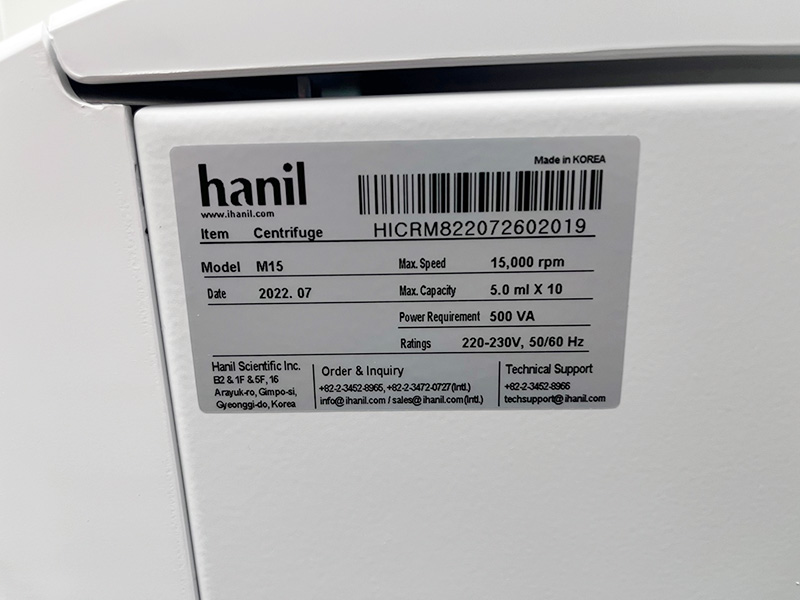 hanil
www.ihanil.com
Made in KOREA
HICRM822072602019
Item Centrifuge
Model M15
Max. Speed 15,000 rpm
Date 2022. 07
Max. Capacity 5.0 ml X 10
Power Requirement 500 VA
Ratings 220-230V, 50/60 Hz
Hanil Scientific Inc.
B2 & 1F & 5F, 16
Arayuk-ro, Gimpo-si,
Gyeonggi-do, Korea
Order & Inquiry
+82-2-3452-8965, +82-2-3472-0727(Intl.)
info@ihanil.com / sales@ihanil.com(Intl.)
Technical Support
+82-2-3452-8966
techsupport@ihanil.com